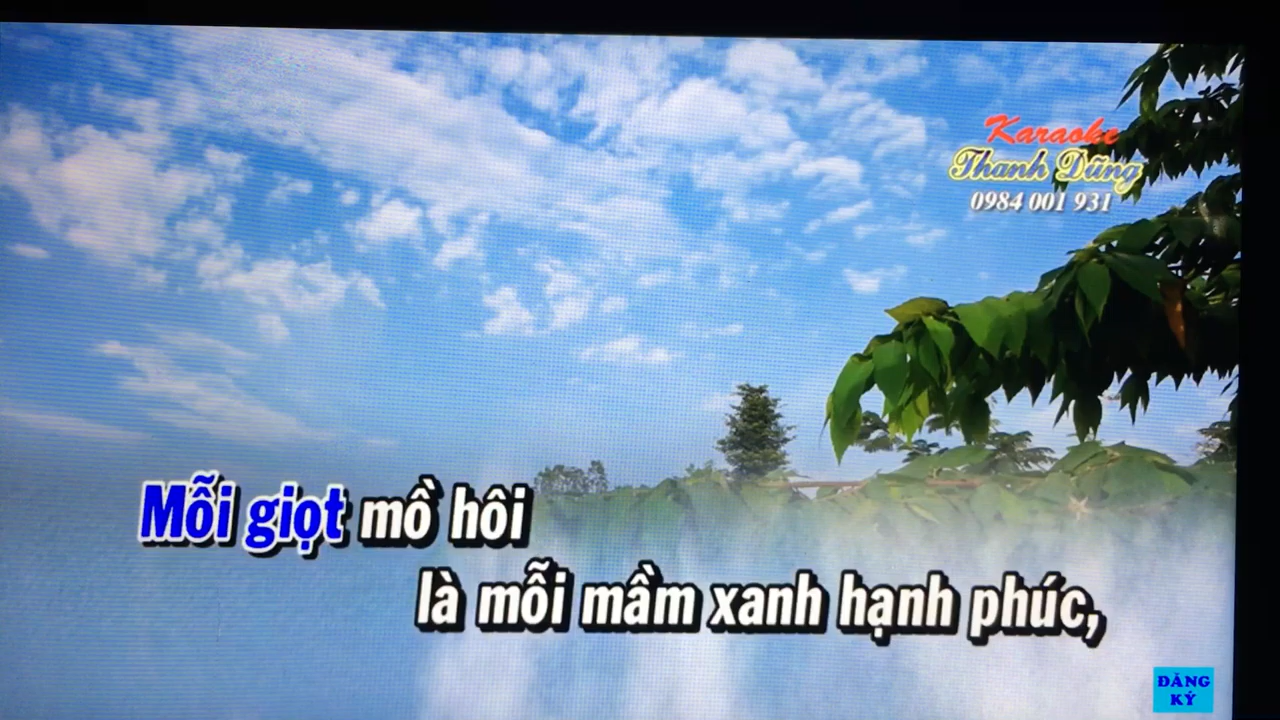 Karaoke
Thanh Dũng
0984 001 931
Mỗi giọt mồ hôi
là mỗi mầm xanh hạnh phúc,
ĐĂNG
KÝ